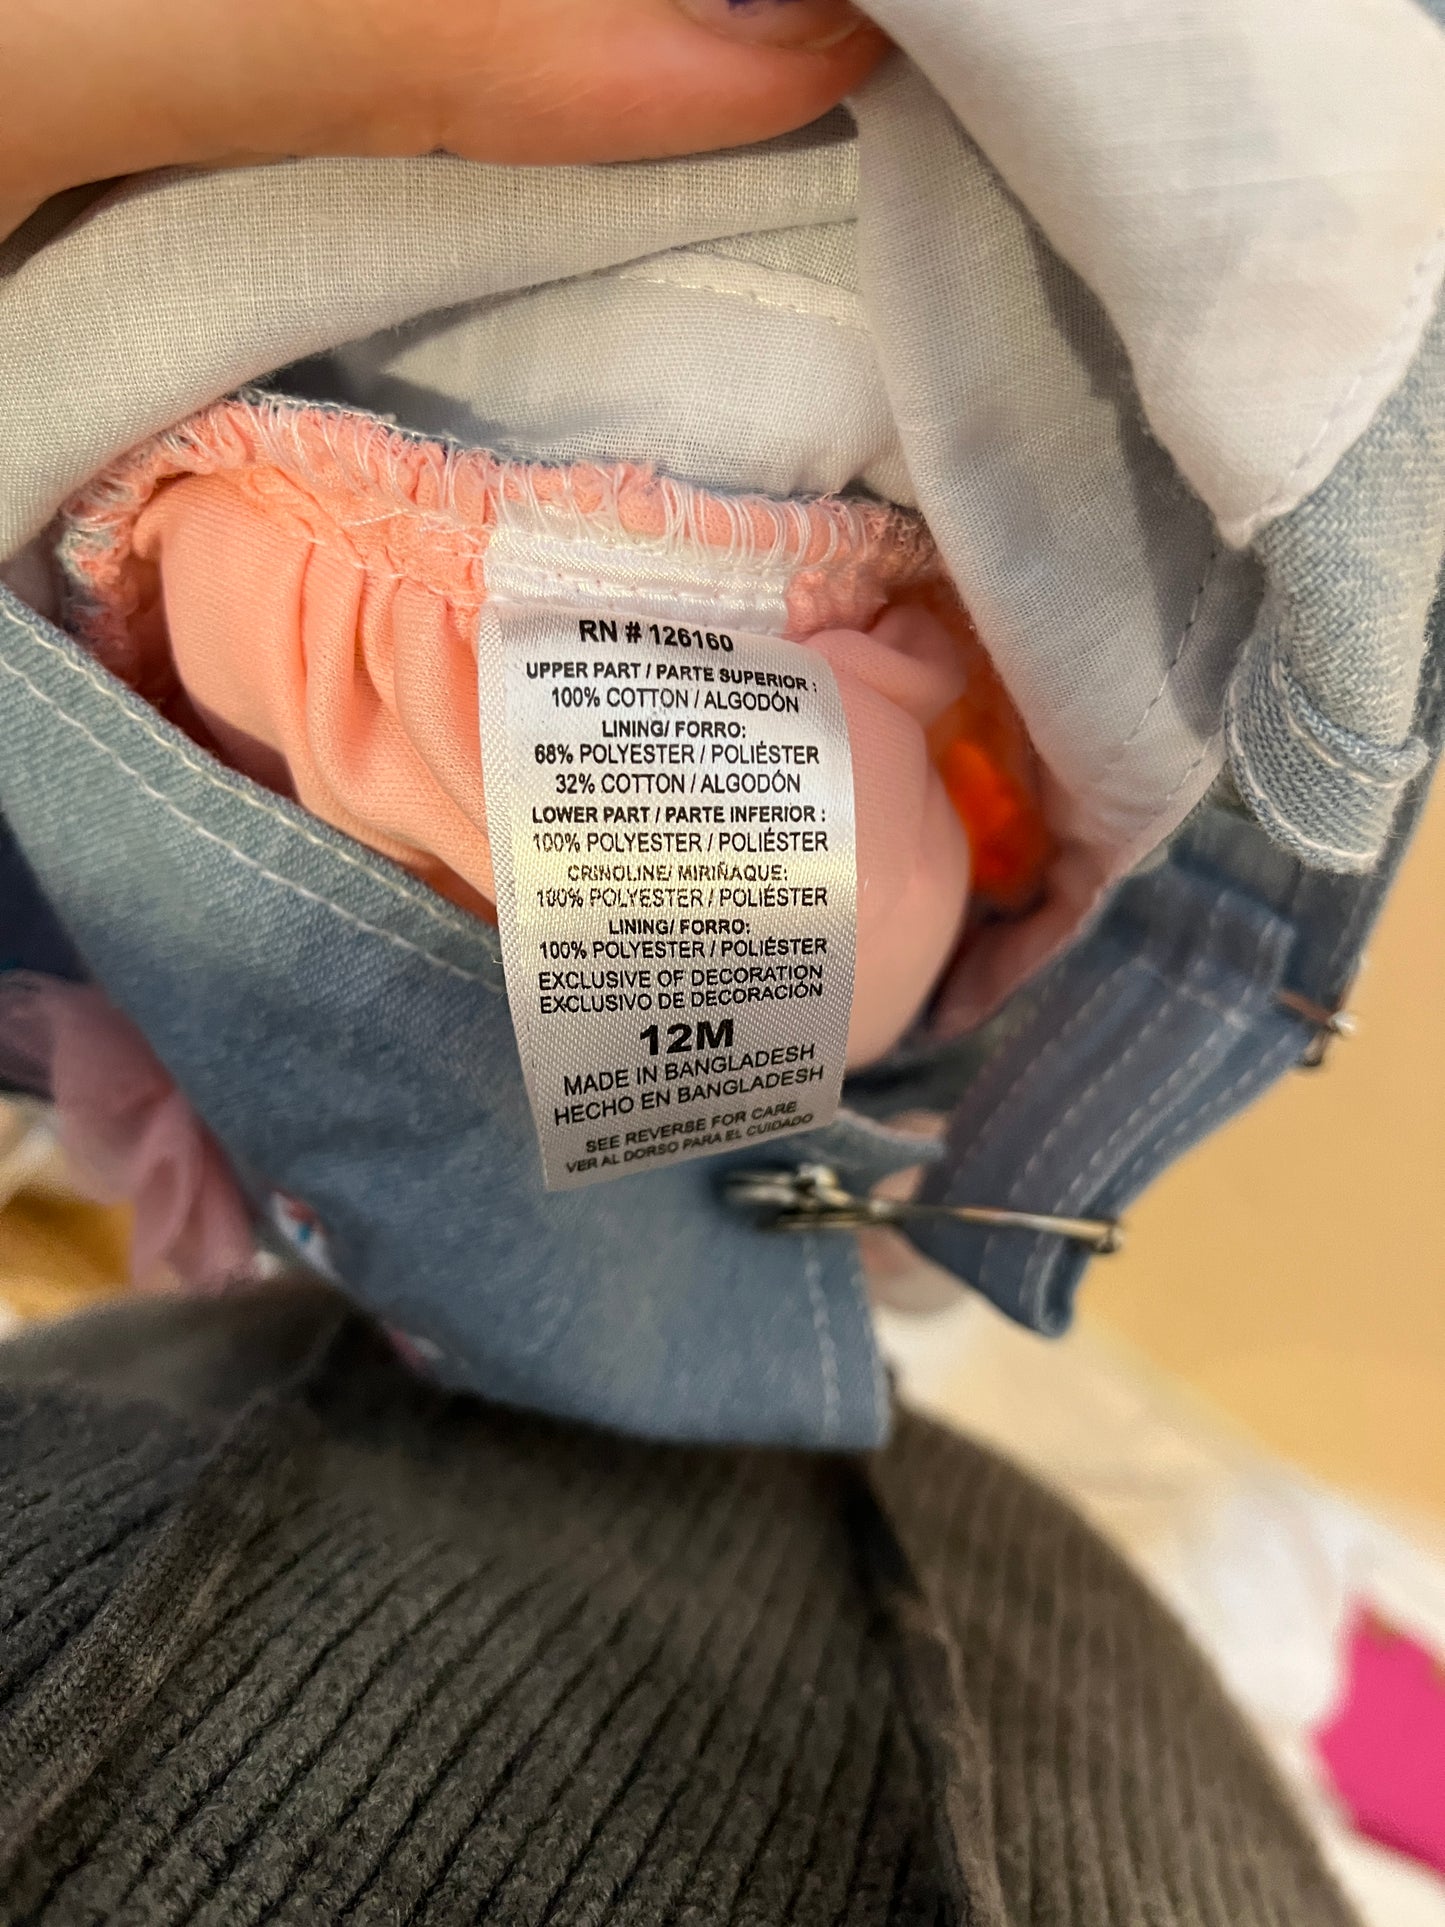 RN # 126160
UPPER PART / PARTE SUPERIOR :
100% COTTON / ALGODÓN
LINING/ FORRO:
68% POLYESTER / POLIÉSTER
32% COTTON / ALGODÓN
LOWER PART / PARTE INFERIOR :
100% POLYESTER / POLIÉSTER
CRINOLINE/ MIRIÑAQUE:
100% POLYESTER / POLIÉSTER
LINING/ FORRO:
100% POLYESTER / POLIÉSTER
EXCLUSIVE OF DECORATION
EXCLUSIVO DE DECORACIÓN
12M
MADE IN BANGLADESH
HECHO EN BANGLADESH
SEE REVERSE FOR CARE
VER AL DORSO PARA EL CUIDADO